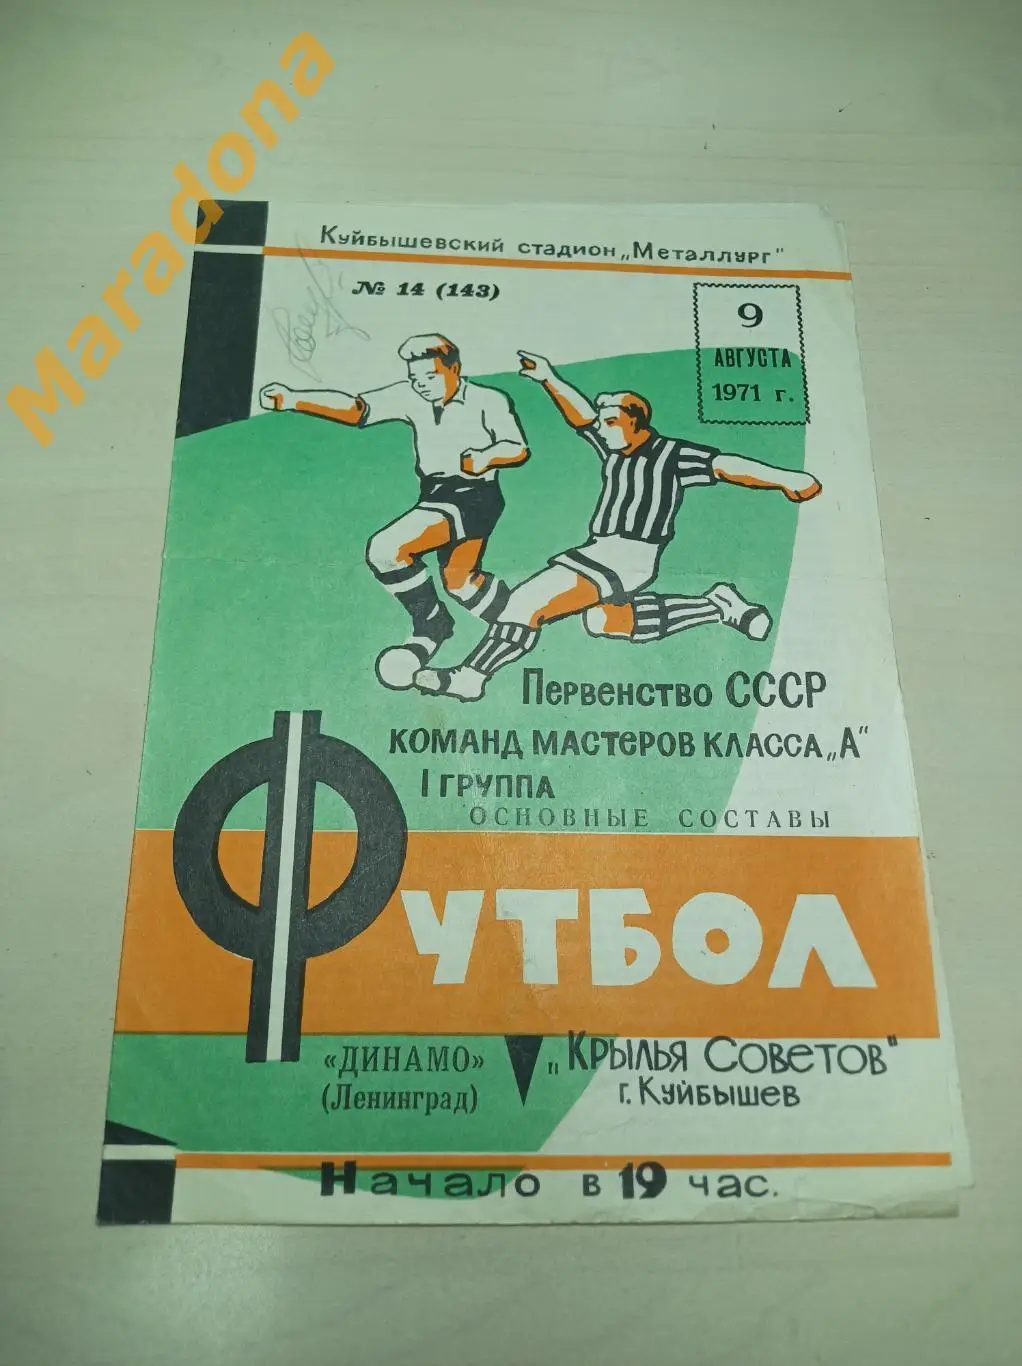 Maradona
Куйбышевский стадион „Металлург"
№ 14 (143)
9
АВГУСТА
1971 г.
Первенство СССР
КОМАНД МАСТЕРОВ КЛАССА „А"
I ГРУППА
ОСНОВНЫЕ СОСТАВЫ
ФУТБОЛ
«ДИНАМО»
(Ленинград)
„Крылья Советов"
г. Куйбышев
Начало в 19 час.